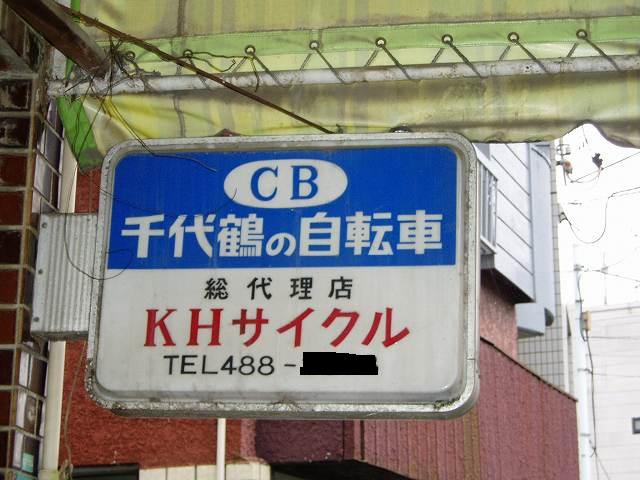 CB
千代鶴の自転車
総代理店
KHサイクル
TEL488-